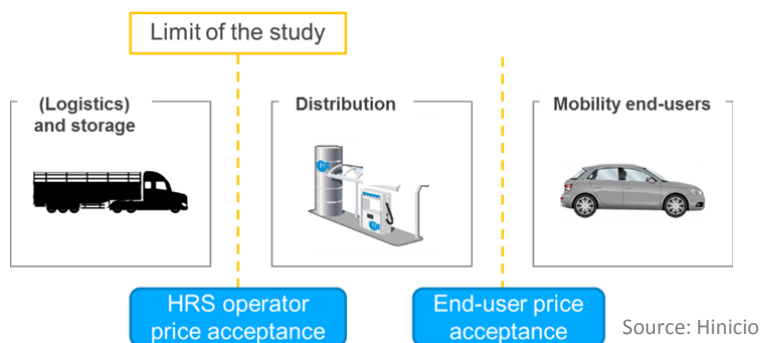 Limit of the study
(Logistics)
and storage
Distribution
Mobility end-users
HRS operator
price acceptance
End-user price
acceptance
Source: Hinicio